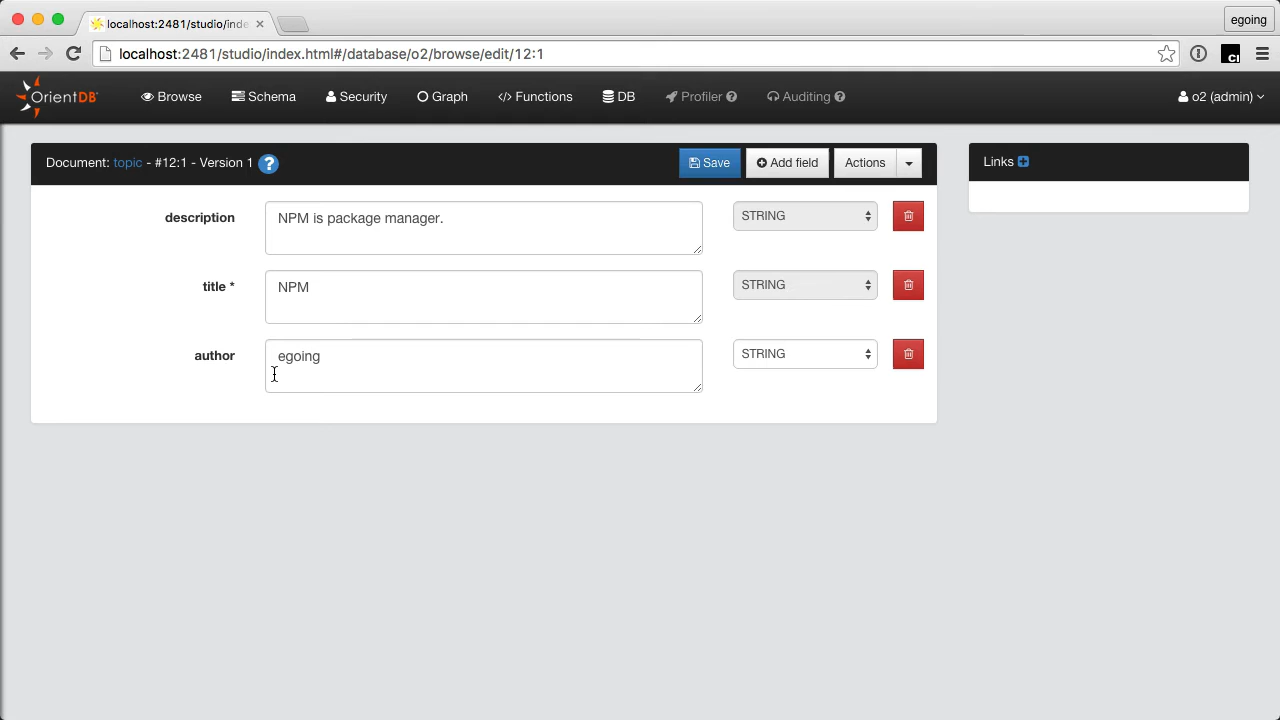 localhost:2481/studio/inde
egoing
localhost:2481/studio/index.html#/database/o2/browse/edit/12:1
OrientDB Browse Schema Security Graph Functions DB Profiler Auditing o2 (admin)
Document: topic - #12:1 - Version 1 Save Add field Actions
Links
description NPM is package manager. STRING
title * NPM STRING
author egoing STRING